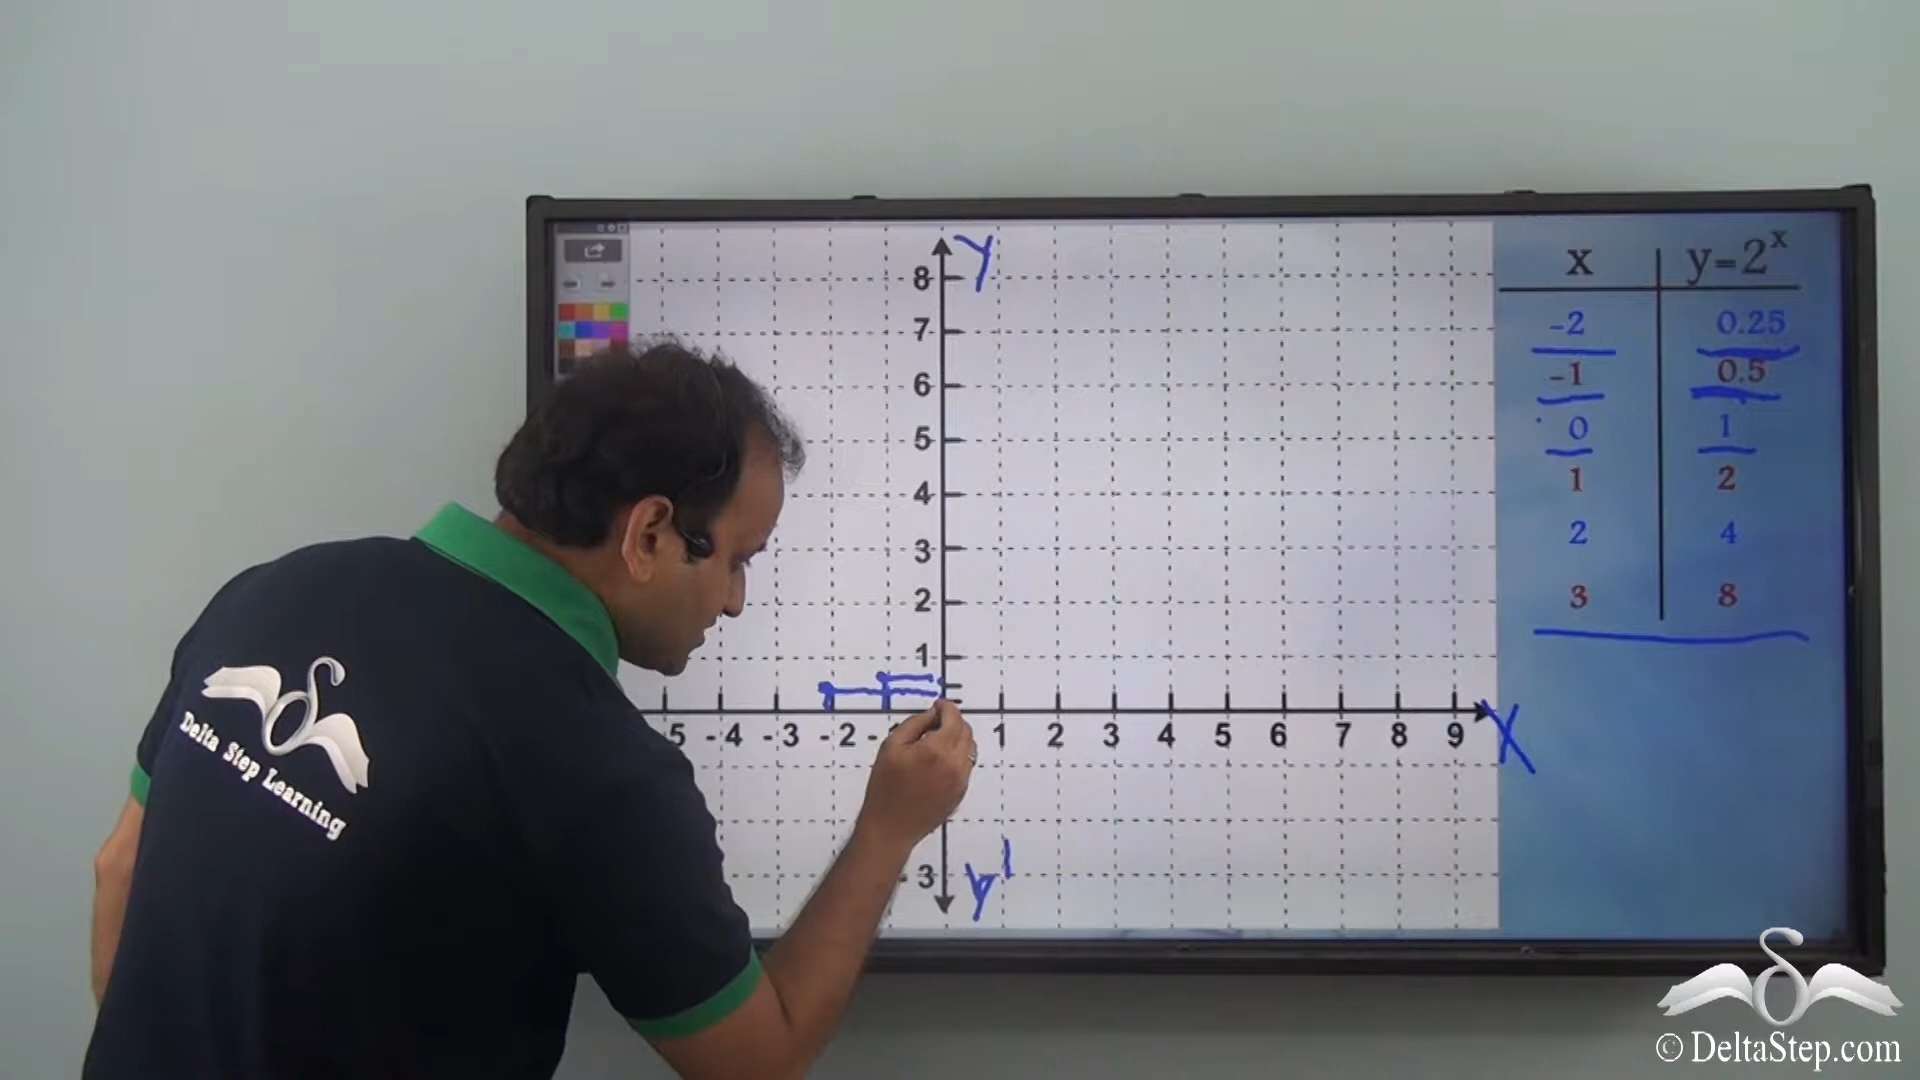 Y
8
7
6
5
4
3
2
1
5 -4 -3 -2 - 1 2 3 4 5 6 7 8 9 X
-3
y'
x y=2ˣ
-2 0.25
-1 0.5
0 1
1 2
2 4
3 8
Delta Step Learning
© DeltaStep.com